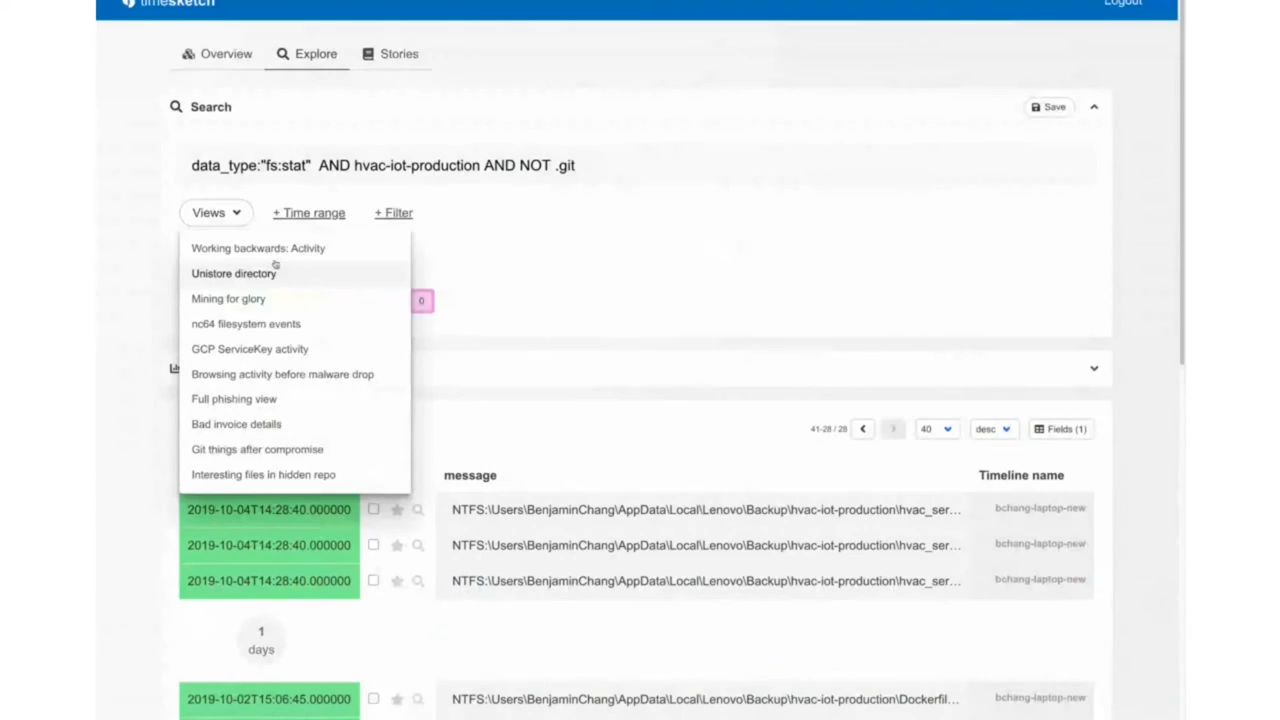 timesketch
Logout
Overview
Explore
Stories
Search
Save
data_type:"fs:stat" AND hvac-iot-production AND NOT .git
Views
+ Time range
+ Filter
Working backwards: Activity
Unistore directory
Mining for glory
0
nc64 filesystem events
GCP ServiceKey activity
Browsing activity before malware drop
Full phishing view
Bad invoice details
41-28 / 28
40
desc
Fields (1)
Git things after compromise
Interesting files in hidden repo
message
Timeline name
2019-10-04T14:28:40.000000
NTFS:\Users\BenjaminChang\AppData\Local\Lenovo\Backup\hvac-iot-production\hvac_ser...
bchang-laptop-new
2019-10-04T14:28:40.000000
NTFS:\Users\BenjaminChang\AppData\Local\Lenovo\Backup\hvac-iot-production\hvac_ser...
bchang-laptop-new
2019-10-04T14:28:40.000000
NTFS:\Users\BenjaminChang\AppData\Local\Lenovo\Backup\hvac-iot-production\hvac_ser...
bchang-laptop-new
1
days
2019-10-02T15:06:45.000000
NTFS:\Users\BenjaminChang\AppData\Local\Lenovo\Backup\hvac-iot-production\Dockerfil...
bchang-laptop-new